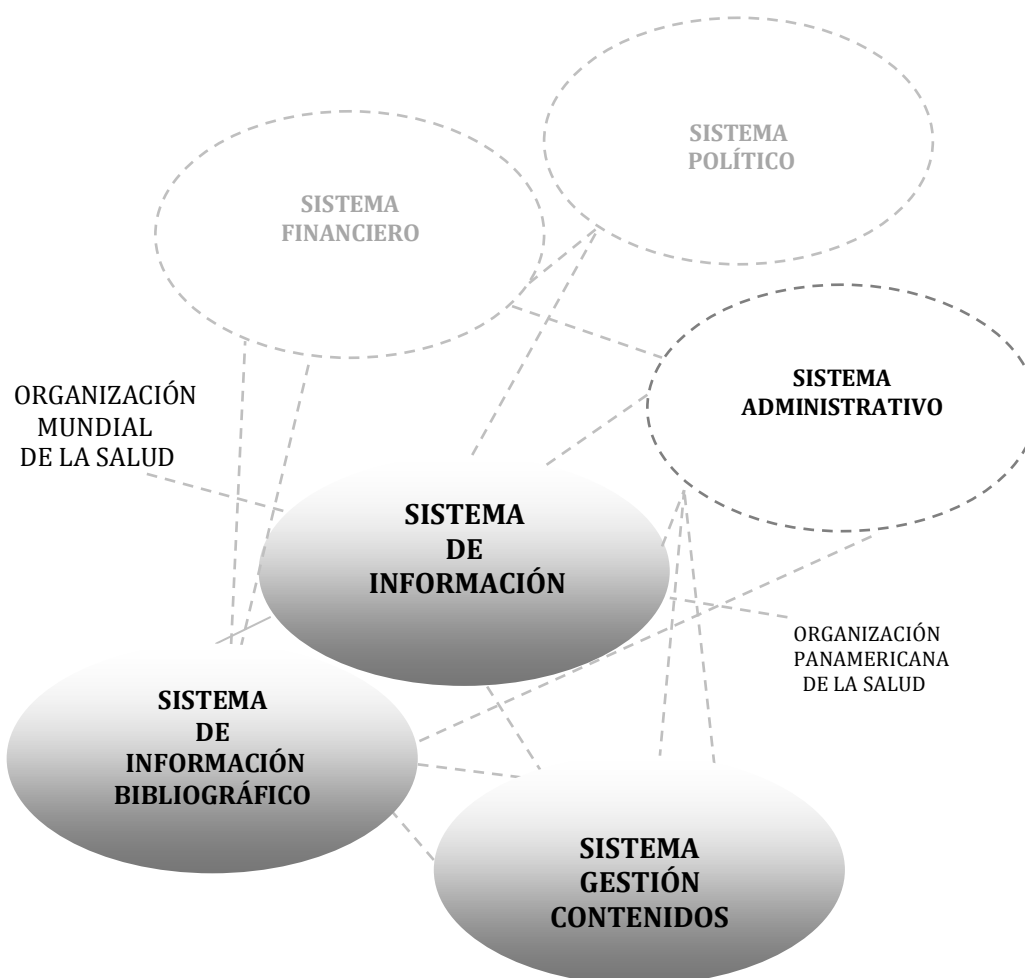 SISTEMA
POLÍTICO
SISTEMA
FINANCIERO
SISTEMA
ADMINISTRATIVO
ORGANIZACIÓN
MUNDIAL
DE LA SALUD
SISTEMA
DE
INFORMACIÓN
ORGANIZACIÓN
PANAMERICANA
DE LA SALUD
SISTEMA
DE
INFORMACIÓN
BIBLIOGRÁFICO
SISTEMA
GESTIÓN
CONTENIDOS